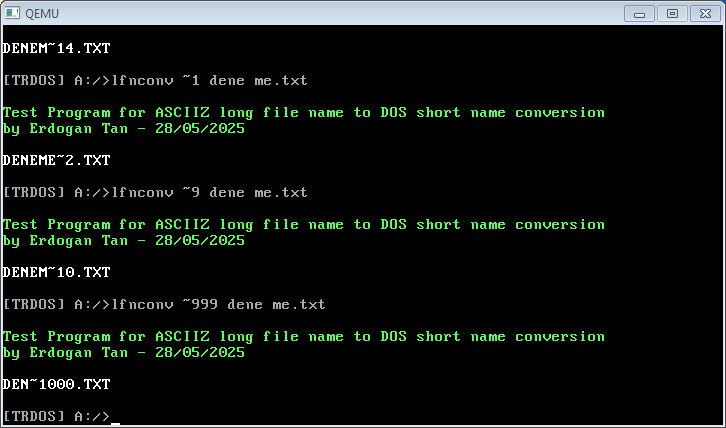 QEMU
DENEM~14.TXT
[TRDOS] A:/>lfnconv ~1 dene me.txt
Test Program for ASCIIZ long file name to DOS short name conversion
by Erdogan Tan - 28/05/2025
DENEME~2.TXT
[TRDOS] A:/>lfnconv ~9 dene me.txt
Test Program for ASCIIZ long file name to DOS short name conversion
by Erdogan Tan - 28/05/2025
DENEM~10.TXT
[TRDOS] A:/>lfnconv ~999 dene me.txt
Test Program for ASCIIZ long file name to DOS short name conversion
by Erdogan Tan - 28/05/2025
DEN~1000.TXT
[TRDOS] A:/>_